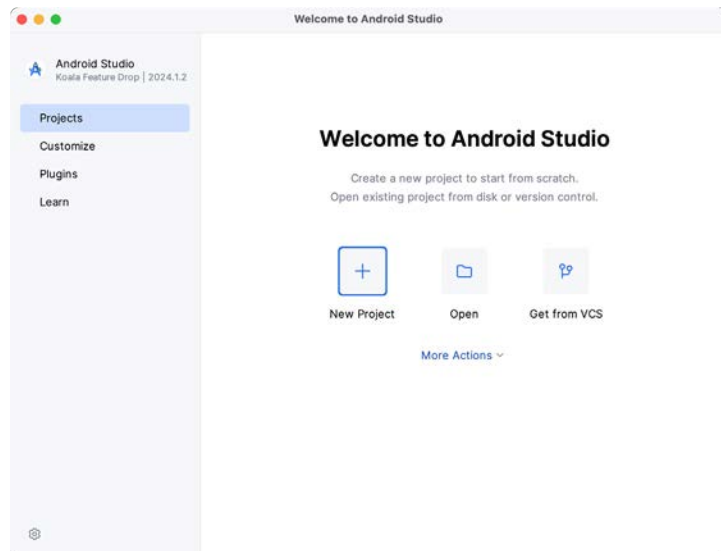 Welcome to Android Studio
Android Studio
Koala Feature Drop | 2024.1.2
Projects
Customize
Plugins
Learn
Welcome to Android Studio
Create a new project to start from scratch.
Open existing project from disk or version control.
New Project
Open
Get from VCS
More Actions